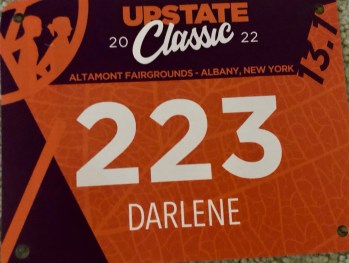 UPSTATE
20 Classic 22
ALTAMONT FAIRGROUNDS - ALBANY, NEW YORK
13.1
223
DARLENE